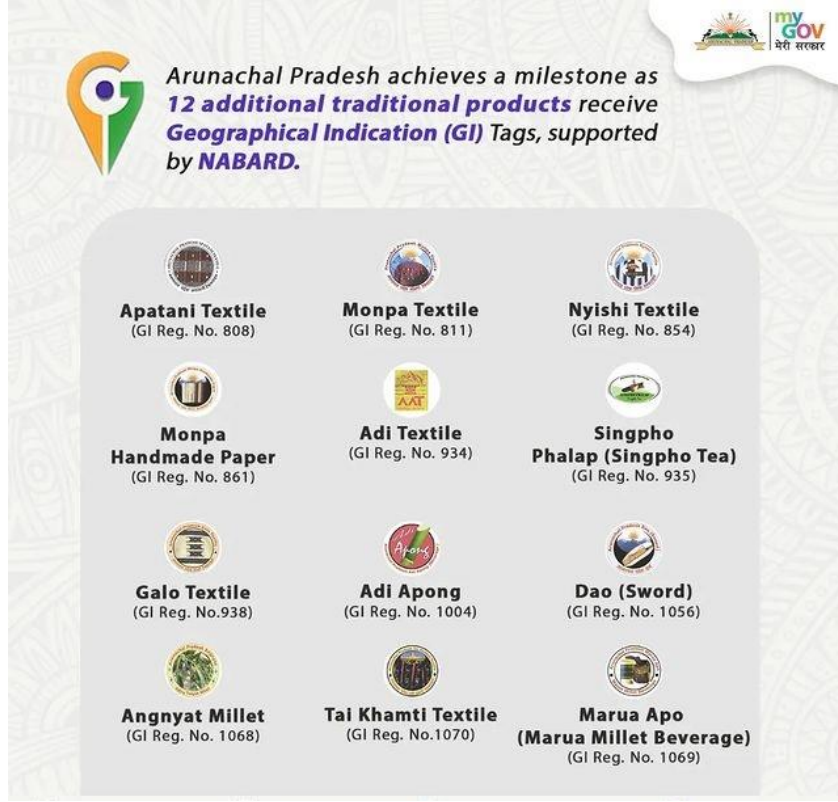 my
GOV
मेरी सरकार
Arunachal Pradesh achieves a milestone as
12 additional traditional products receive
Geographical Indication (GI) Tags, supported
by NABARD.
Apatani Textile
(GI Reg. No. 808)
Monpa Textile
(GI Reg. No. 811)
Nyishi Textile
(GI Reg. No. 854)
Monpa
Handmade Paper
(GI Reg. No. 861)
AAT
Adi Textile
(GI Reg. No. 934)
Singpho
Phalap (Singpho Tea)
(GI Reg. No. 935)
Galo Textile
(GI Reg. No.938)
Apong
Adi Apong
(GI Reg. No. 1004)
Dao (Sword)
(GI Reg. No. 1056)
Angnyat Millet
(GI Reg. No. 1068)
Tai Khamti Textile
(GI Reg. No.1070)
Marua Apo
(Marua Millet Beverage)
(GI Reg. No. 1069)